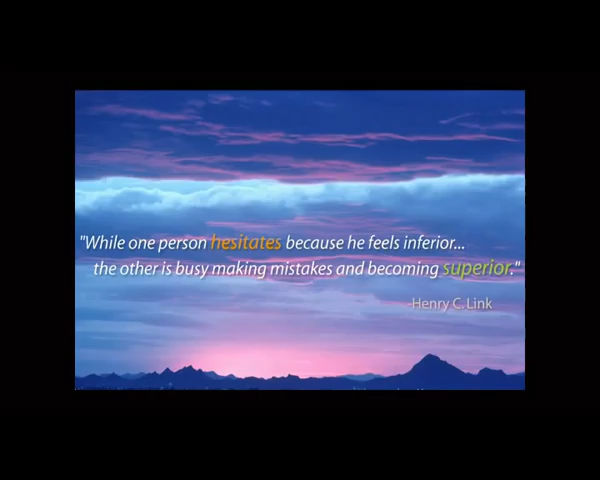 "While one person hesitates because he feels inferior...
the other is busy making mistakes and becoming superior."
-Henry C. Link